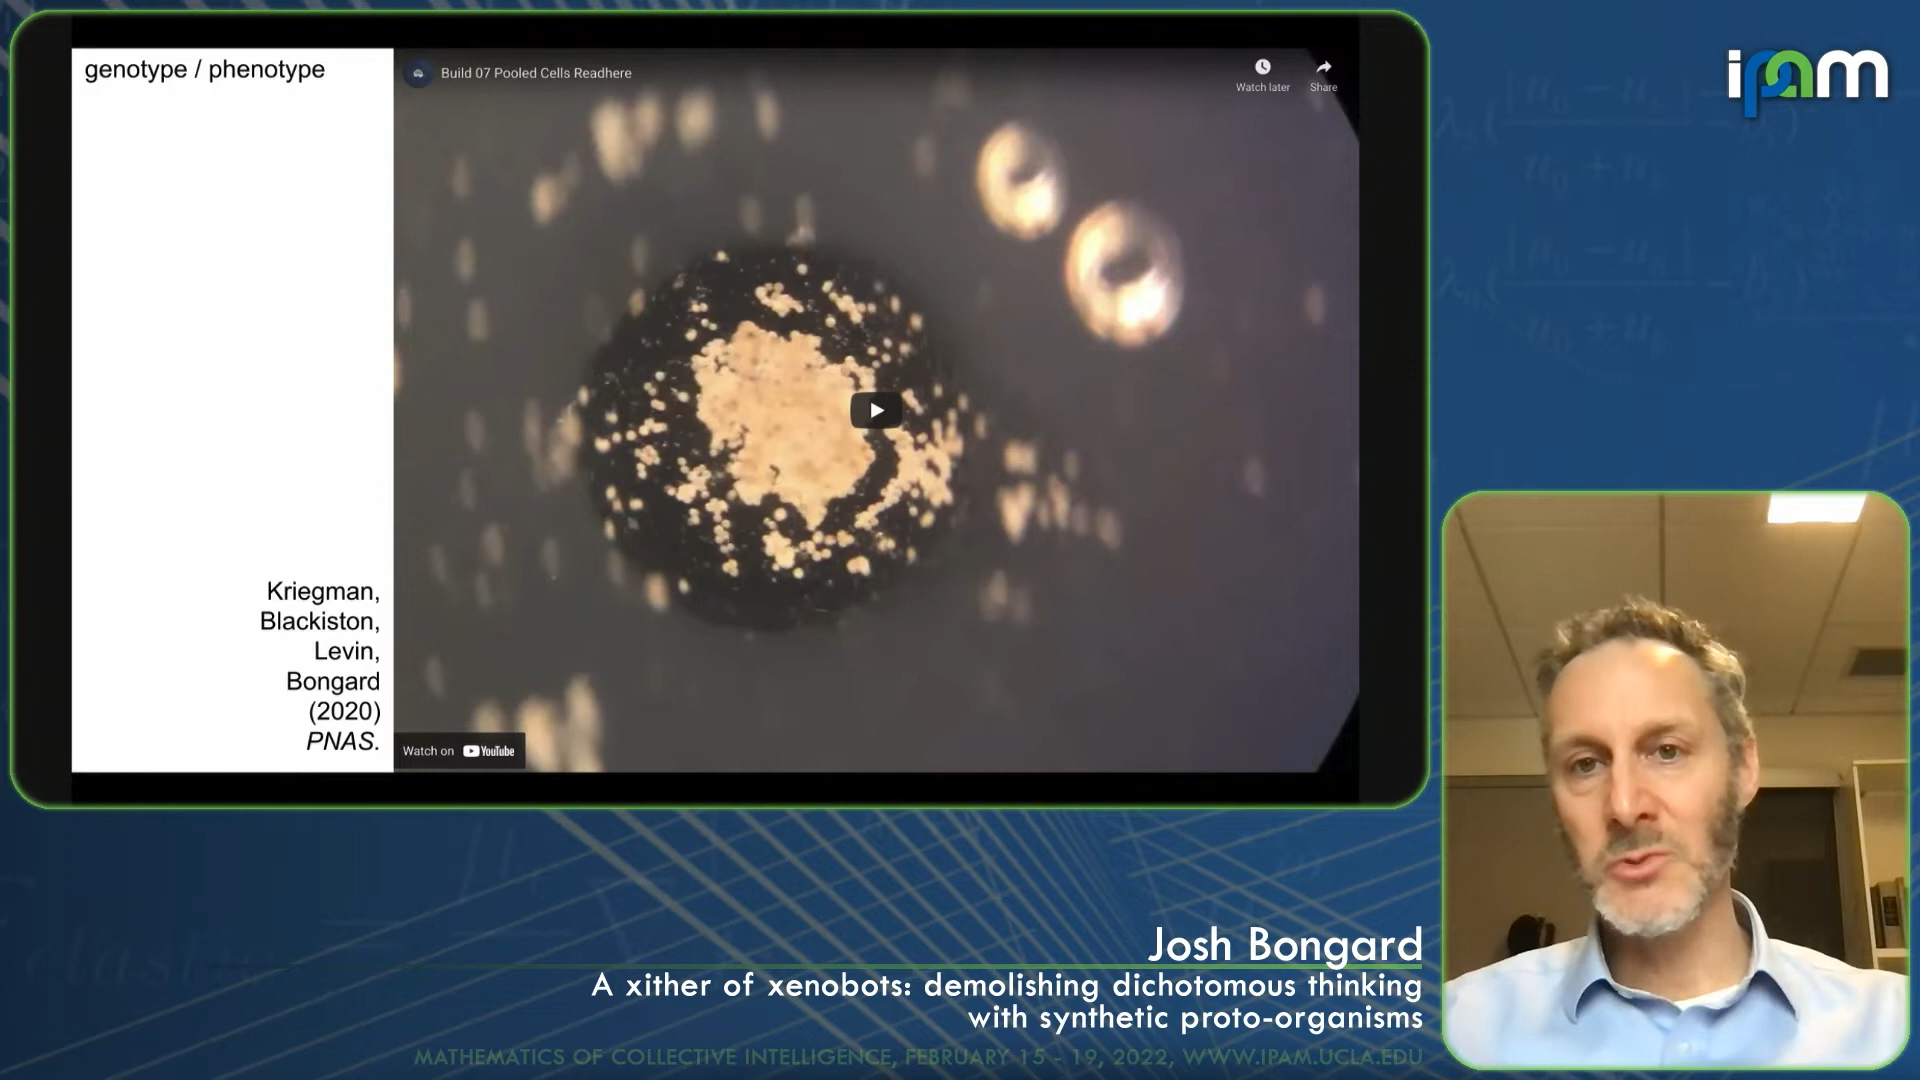 genotype / phenotype
Build 07 Pooled Cells Readhere
Watch later
Share
ipam
Kriegman,
Blackiston,
Levin,
Bongard
(2020)
PNAS.
Watch on YouTube
Josh Bongard
A xither of xenobots: demolishing dichotomous thinking
with synthetic proto-organisms
MATHEMATICS OF COLLECTIVE INTELLIGENCE, FEBRUARY 15 - 19, 2022, WWW.IPAM.UCLA.EDU